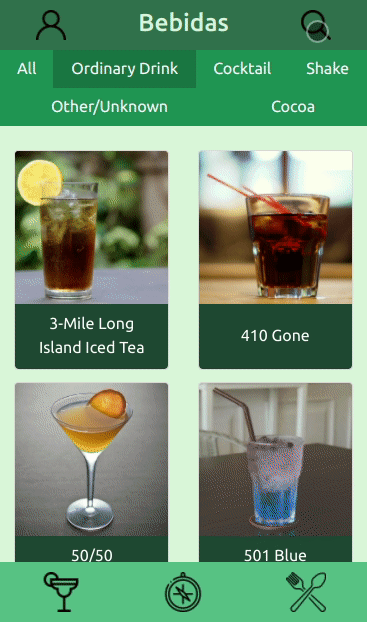 Bebidas
All Ordinary Drink Cocktail Shake
Other/Unknown Cocoa
3-Mile Long
Island Iced Tea
410 Gone
50/50
501 Blue